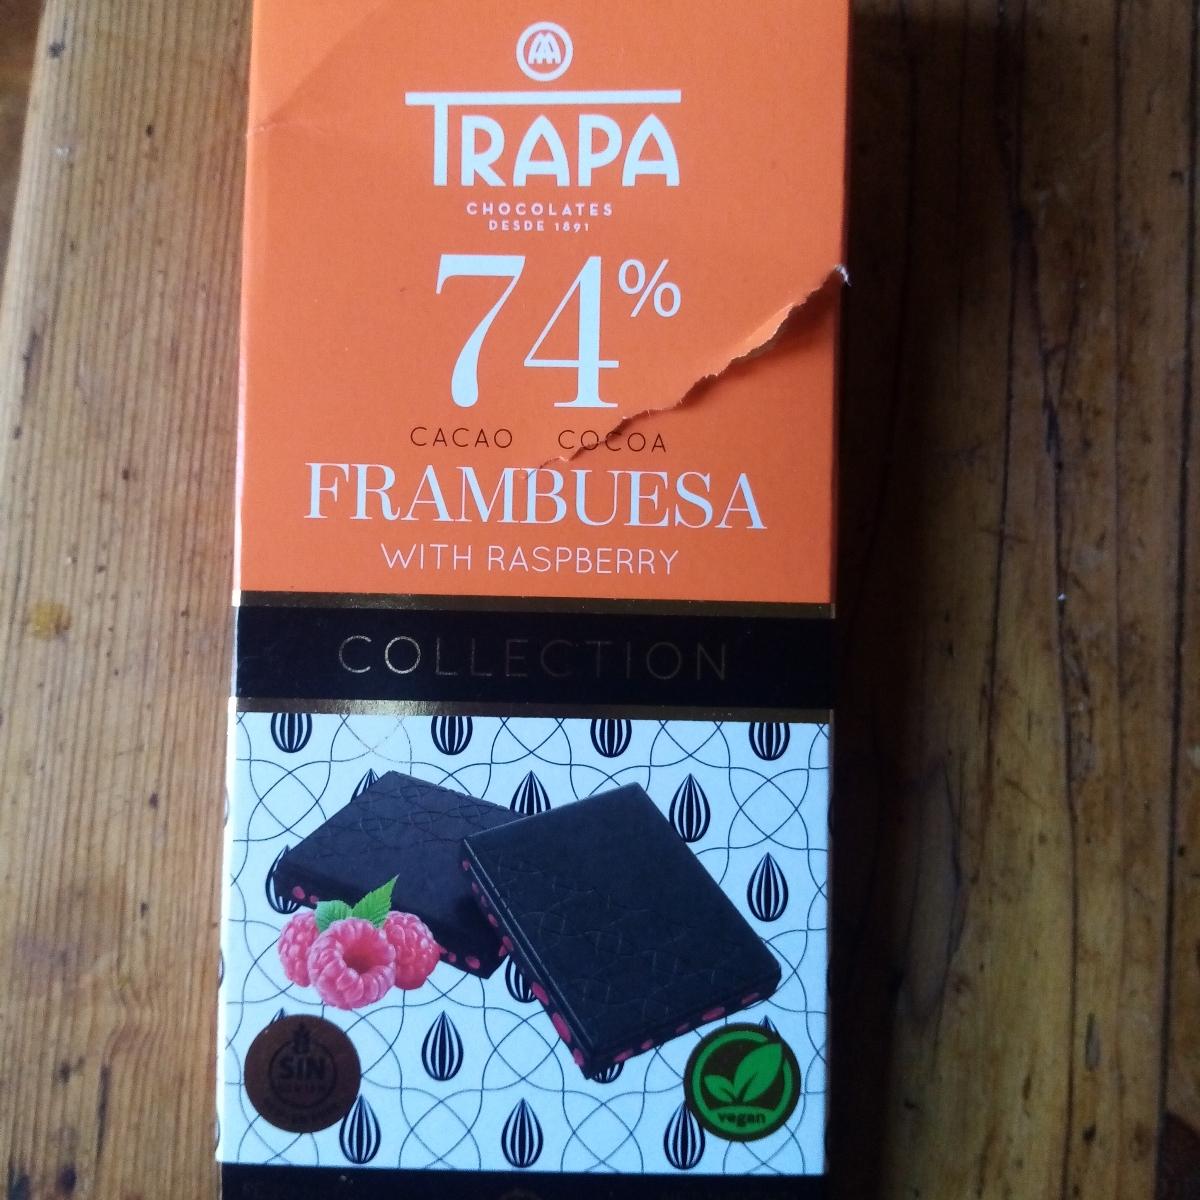 TRAPA
CHOCOLATES
DESDE 1891
74%
CACAO COCOA
FRAMBUESA
WITH RASPBERRY
COLLECTION
SIN
vegan